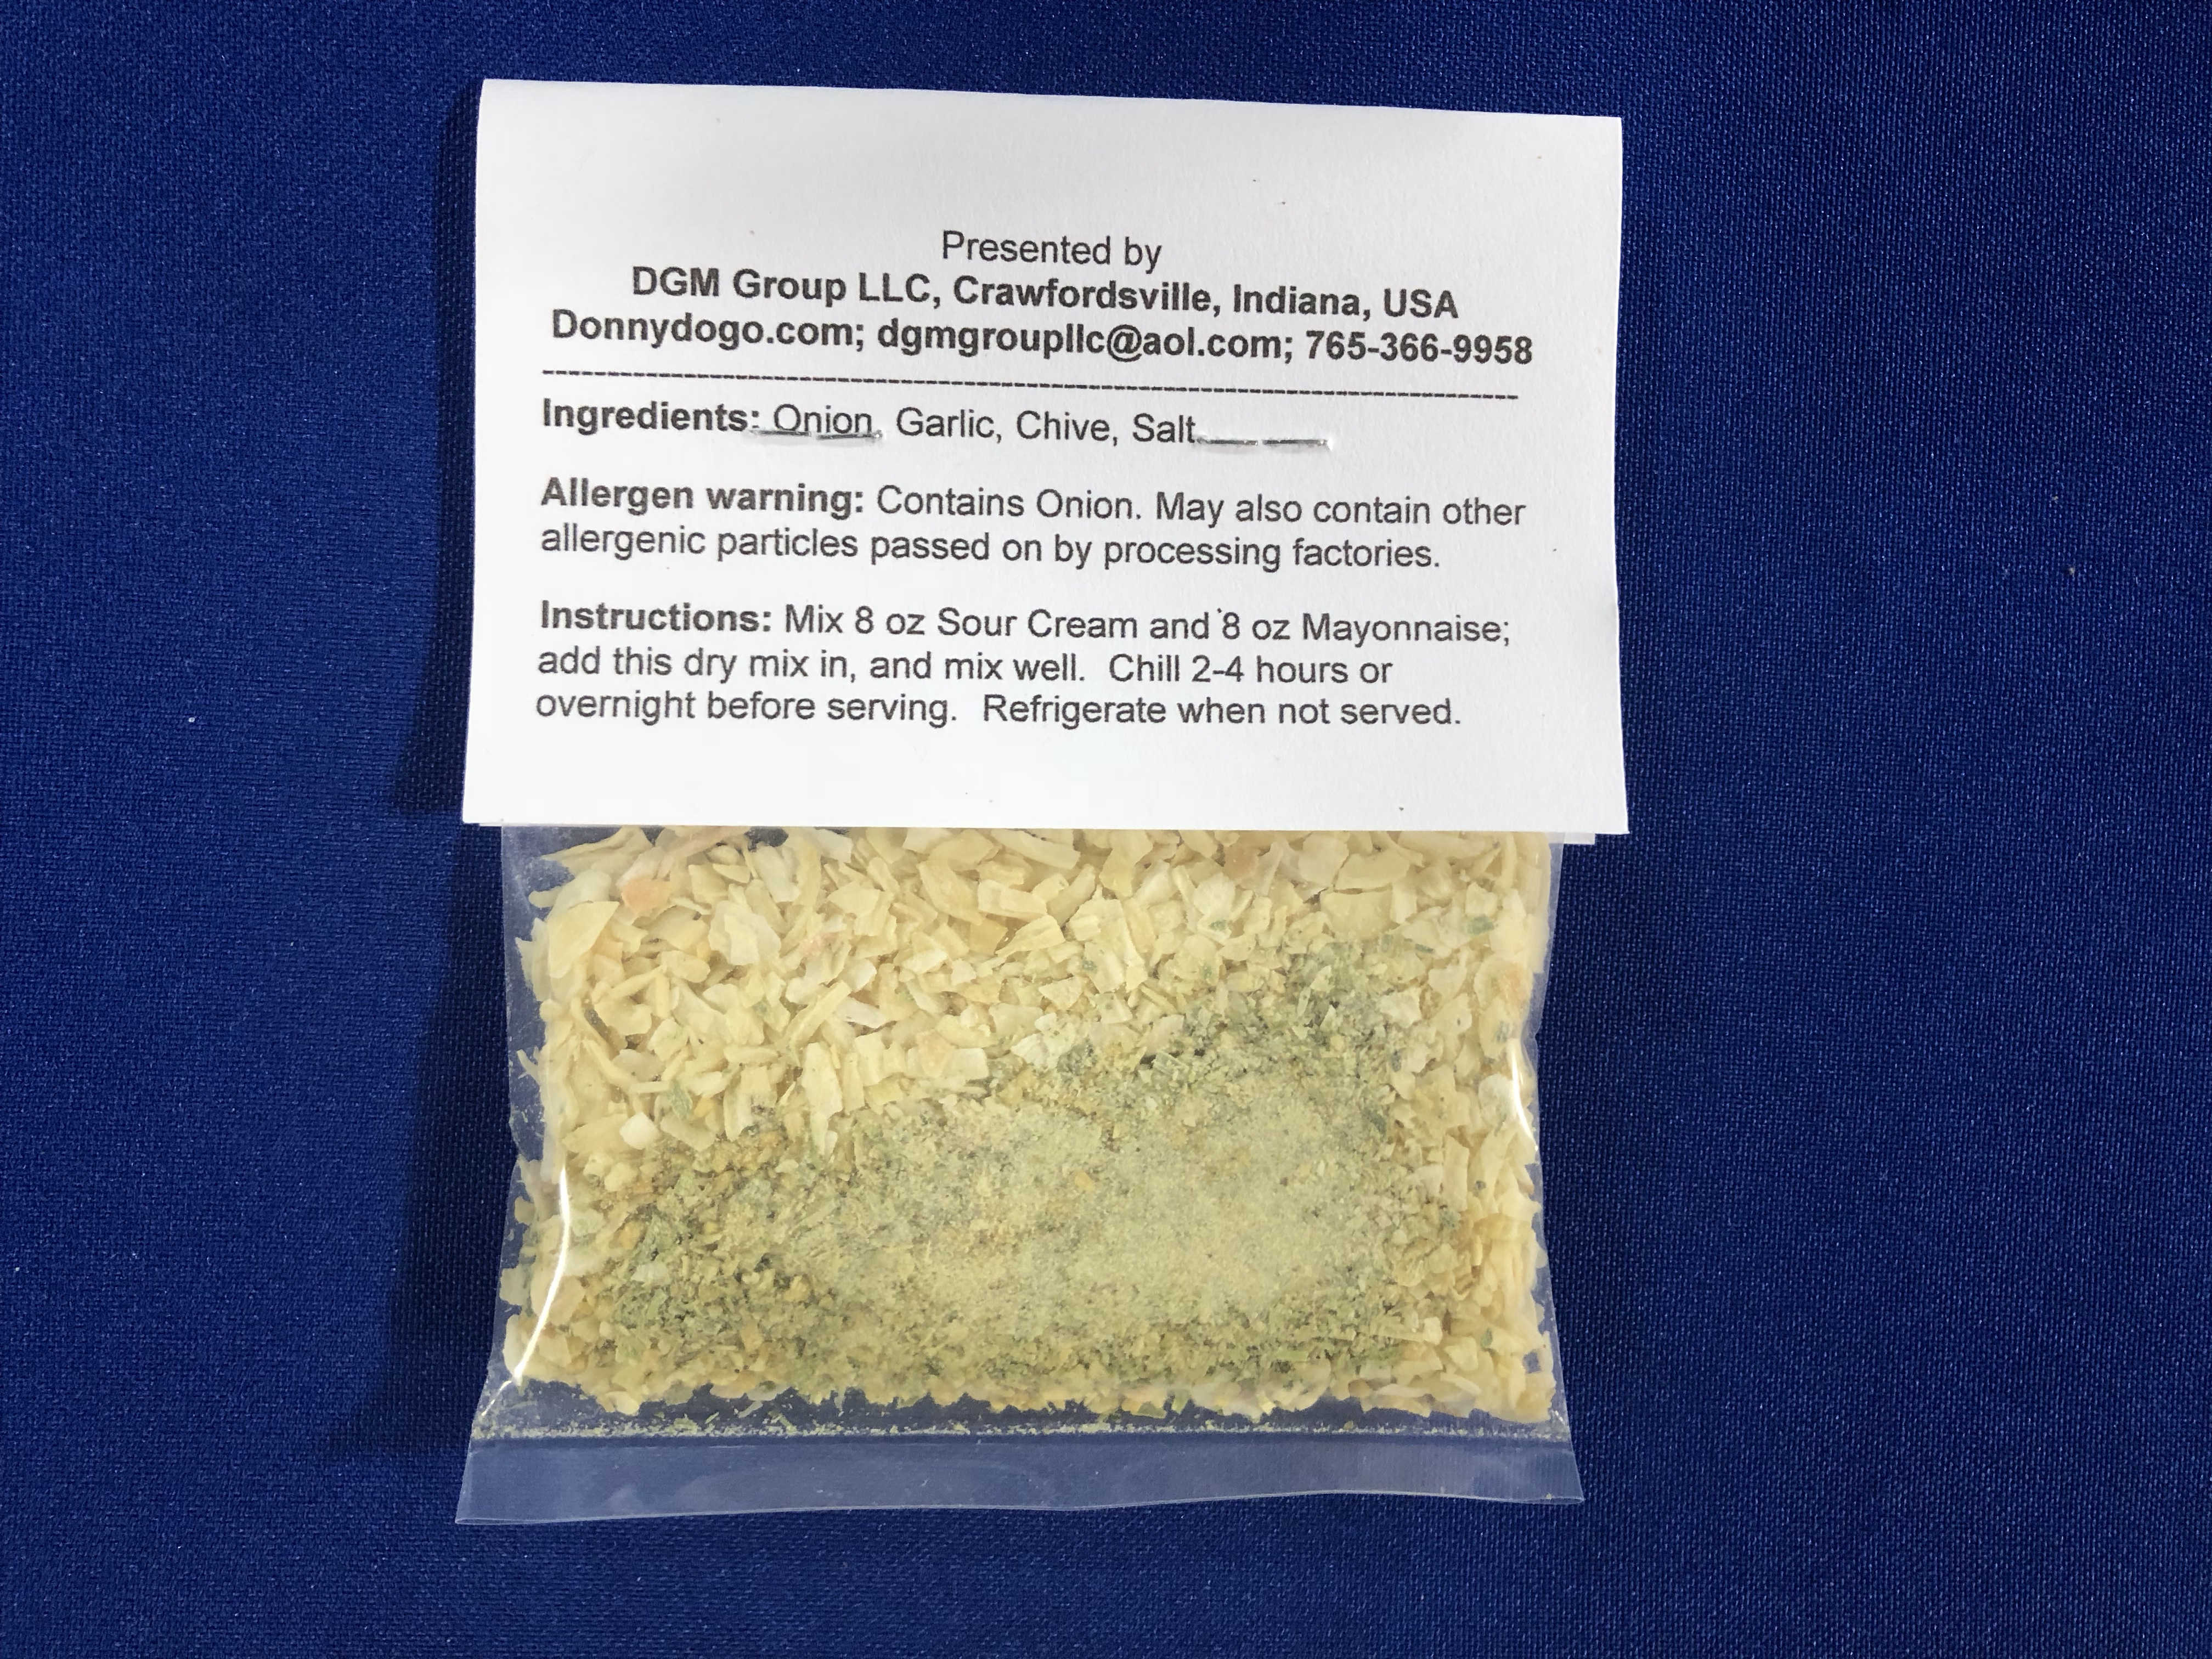 Presented by
DGM Group LLC, Crawfordsville, Indiana, USA
Donnydogo.com; dgmgroupllc@aol.com; 765-366-9958
Ingredients: Onion, Garlic, Chive, Salt
Allergen warning: Contains Onion. May also contain other
allergenic particles passed on by processing factories.
Instructions: Mix 8 oz Sour Cream and 8 oz Mayonnaise;
add this dry mix in, and mix well. Chill 2-4 hours or
overnight before serving. Refrigerate when not served.